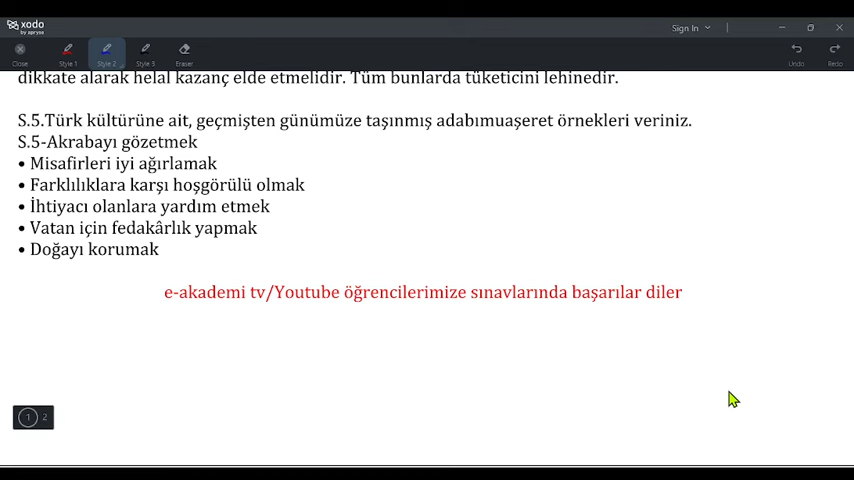 xodo
by apryse
Sign In
Close
Style 1
Style 2
Style 3
Eraser
Undo
Redo
dikkate alarak helal kazanç elde etmelidir. Tüm bunlarda tüketicini lehinedir.
S.5.Türk kültürüne ait, geçmişten günümüze taşınmış adabımuaşeret örnekleri veriniz.
S.5-Akrabayı gözetmek
• Misafirleri iyi ağırlamak
• Farklılıklara karşı hoşgörülü olmak
• İhtiyacı olanlara yardım etmek
• Vatan için fedakârlık yapmak
• Doğayı korumak
e-akademi tv/Youtube öğrencilerimize sınavlarında başarılar diler
1 2